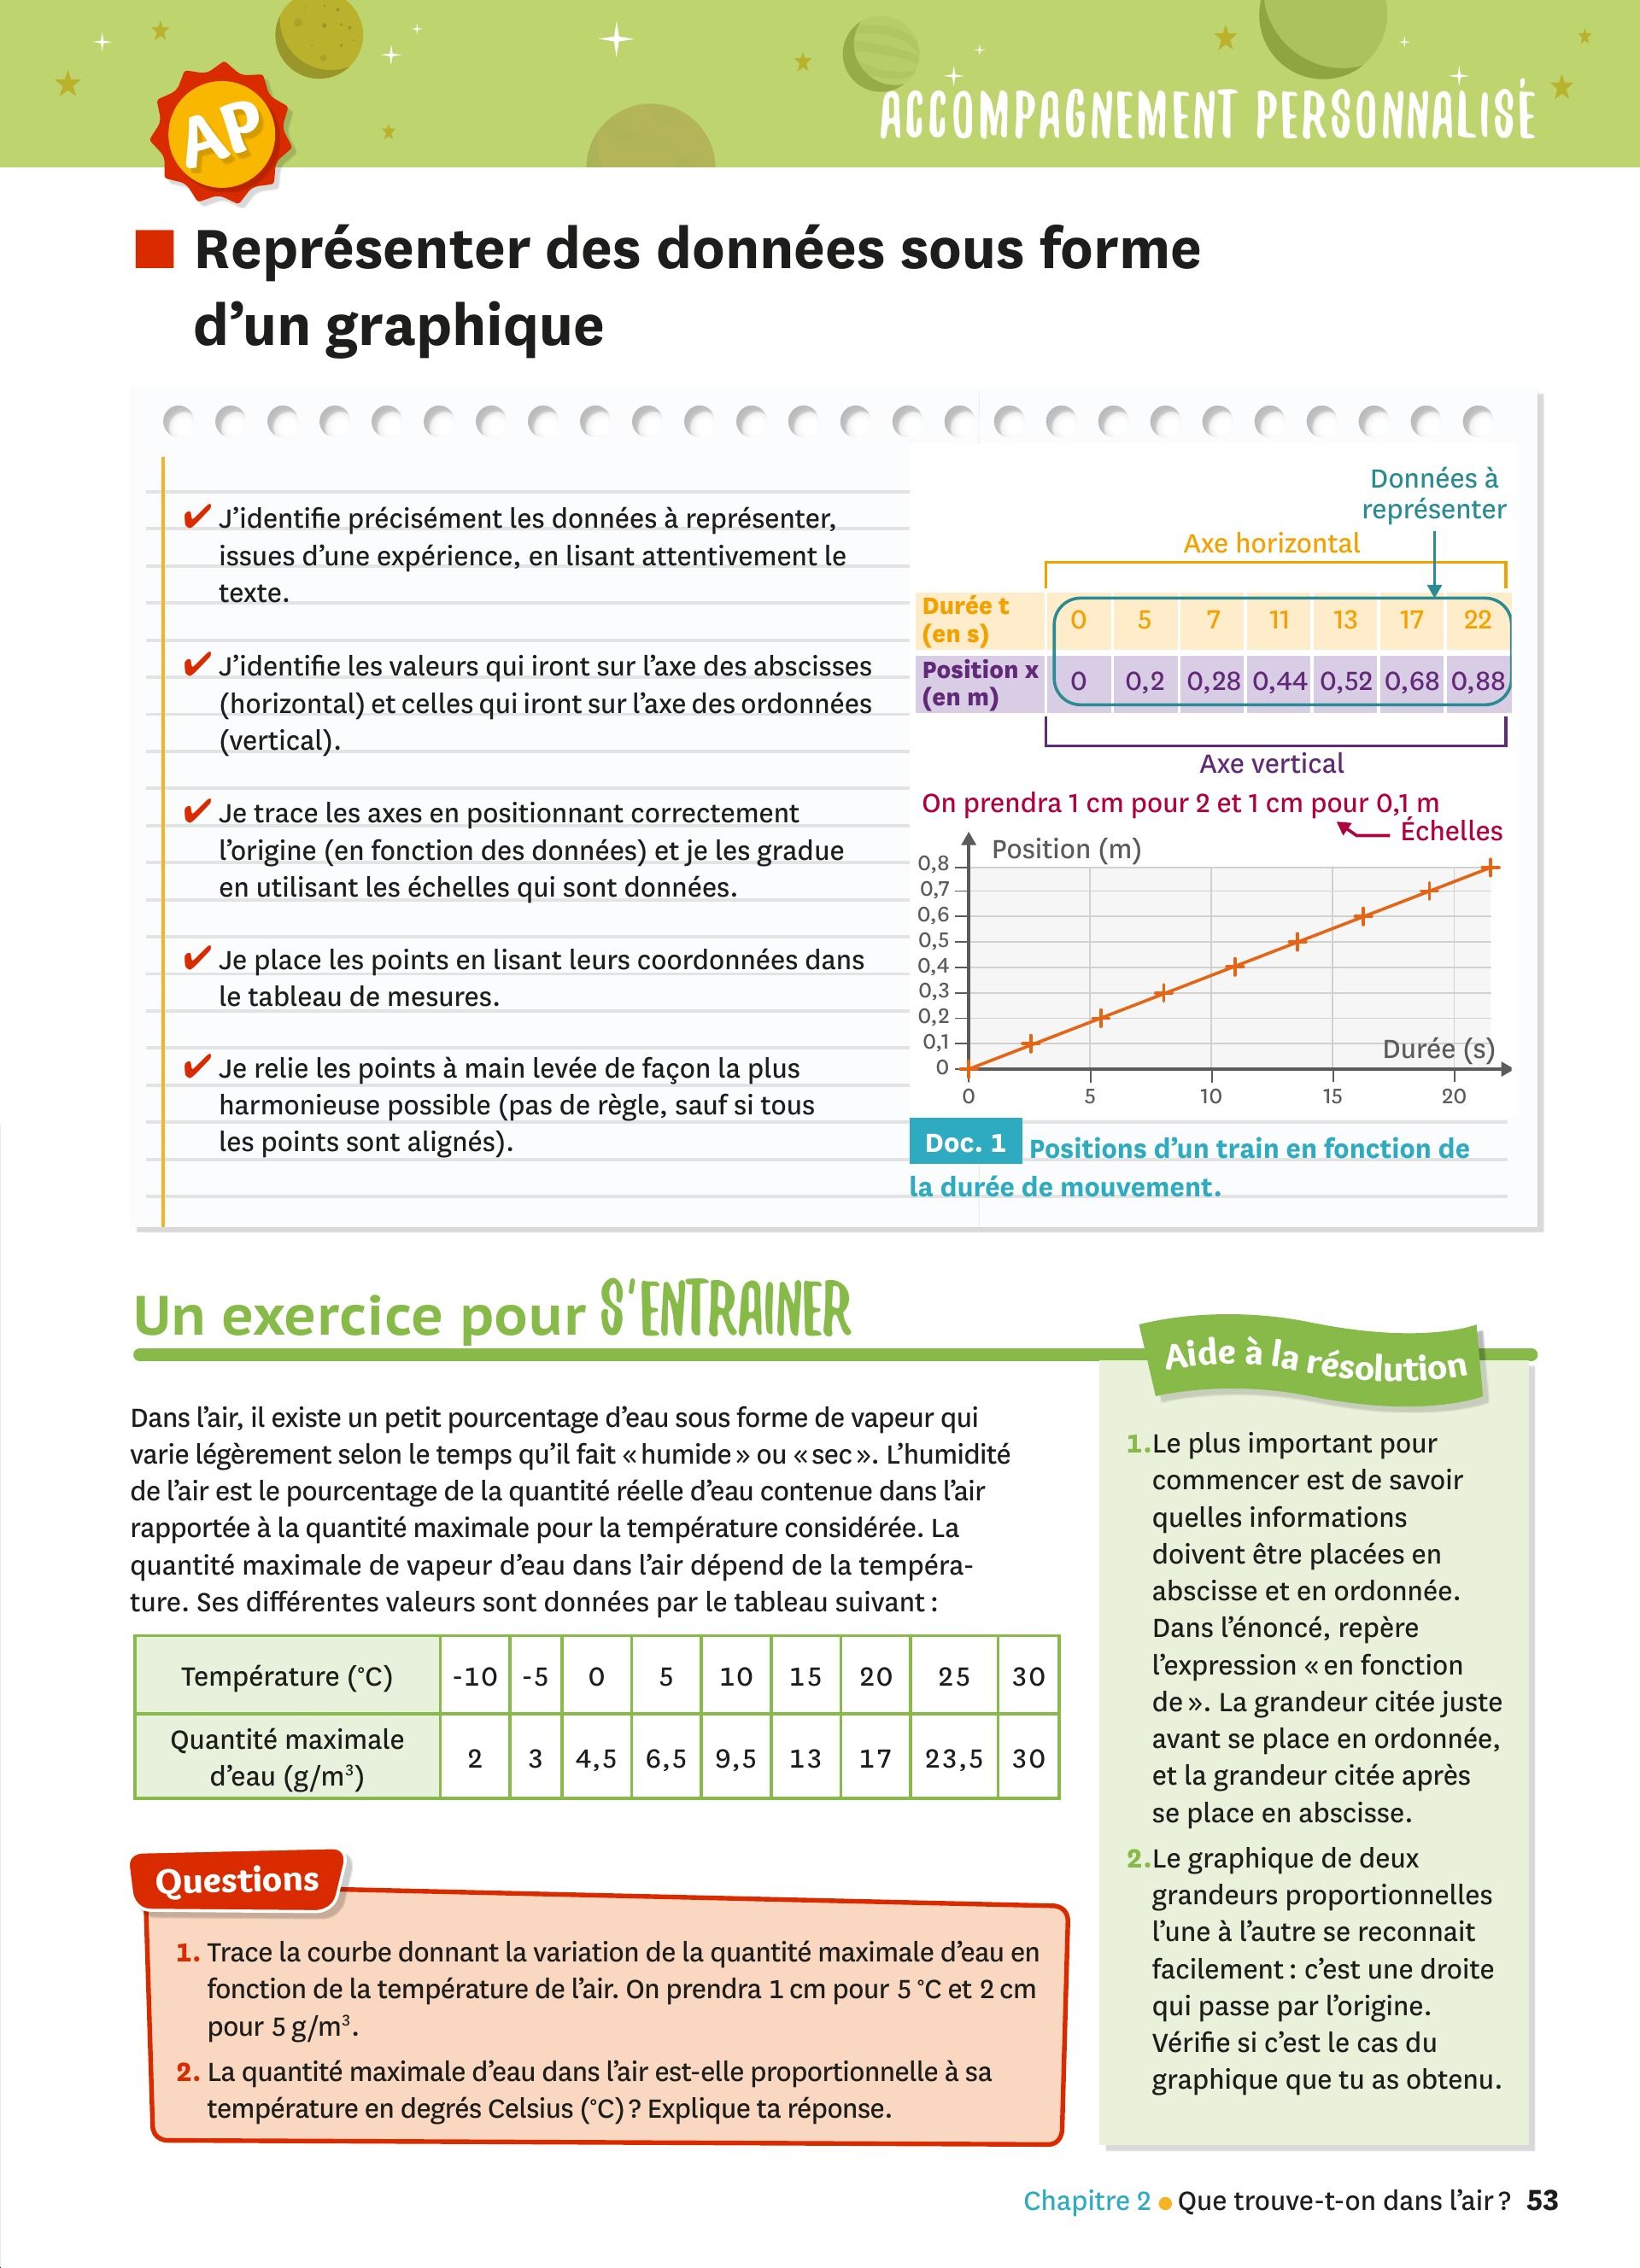 AP
ACCOMPAGNEMENT PERSONNALISÉ
Représenter des données sous forme
d’un graphique
✔ J’identifie précisément les données à représenter,
issues d’une expérience, en lisant attentivement le
texte.
✔ J’identifie les valeurs qui iront sur l’axe des abscisses
(horizontal) et celles qui iront sur l’axe des ordonnées
(vertical).
✔ Je trace les axes en positionnant correctement
l’origine (en fonction des données) et je les gradue
en utilisant les échelles qui sont données.
✔ Je place les points en lisant leurs coordonnées dans
le tableau de mesures.
✔ Je relie les points à main levée de façon la plus
harmonieuse possible (pas de règle, sauf si tous
les points sont alignés).
Données à
représenter
Axe horizontal
Durée t
(en s)
0 5 7 11 13 17 22
Position x
(en m)
0 0,2 0,28 0,44 0,52 0,68 0,88
Axe vertical
On prendra 1 cm pour 2 et 1 cm pour 0,1 m
Échelles
Position (m)
0,8
0,7
0,6
0,5
0,4
0,3
0,2
0,1
0
Durée (s)
0 5 10 15 20
Doc. 1 Positions d’un train en fonction de
la durée de mouvement.
Un exercice pour S'ENTRAINER
Dans l’air, il existe un petit pourcentage d’eau sous forme de vapeur qui
varie légèrement selon le temps qu’il fait « humide » ou « sec ». L’humidité
de l’air est le pourcentage de la quantité réelle d’eau contenue dans l’air
rapportée à la quantité maximale pour la température considérée. La
quantité maximale de vapeur d’eau dans l’air dépend de la tempéra-
ture. Ses différentes valeurs sont données par le tableau suivant :
Température (°C) -10 -5 0 5 10 15 20 25 30
Quantité maximale
d’eau (g/m³)
2 3 4,5 6,5 9,5 13 17 23,5 30
Questions
1. Trace la courbe donnant la variation de la quantité maximale d’eau en
fonction de la température de l’air. On prendra 1 cm pour 5 °C et 2 cm
pour 5 g/m³.
2. La quantité maximale d’eau dans l’air est-elle proportionnelle à sa
température en degrés Celsius (°C) ? Explique ta réponse.
Aide à la résolution
1. Le plus important pour
commencer est de savoir
quelles informations
doivent être placées en
abscisse et en ordonnée.
Dans l’énoncé, repère
l’expression « en fonction
de ». La grandeur citée juste
avant se place en ordonnée,
et la grandeur citée après
se place en abscisse.
2. Le graphique de deux
grandeurs proportionnelles
l’une à l’autre se reconnait
facilement : c’est une droite
qui passe par l’origine.
Vérifie si c’est le cas du
graphique que tu as obtenu.
Chapitre 2 • Que trouve-t-on dans l’air ? 53